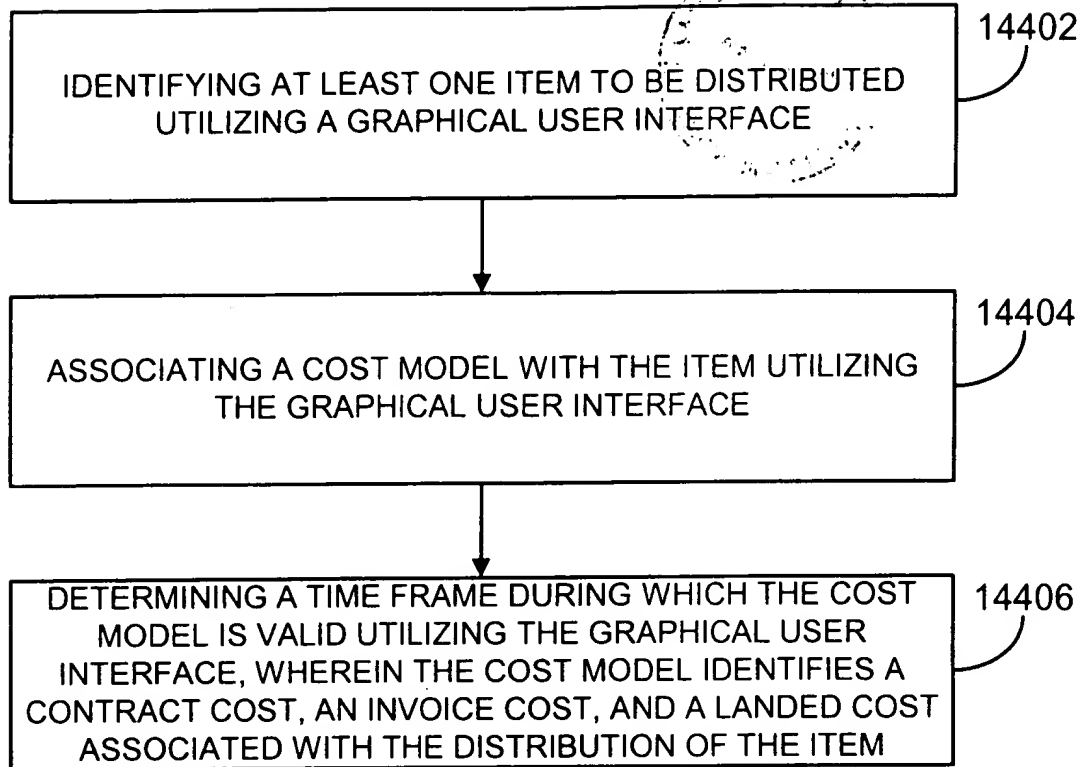 14402
IDENTIFYING AT LEAST ONE ITEM TO BE DISTRIBUTED
UTILIZING A GRAPHICAL USER INTERFACE
14404
ASSOCIATING A COST MODEL WITH THE ITEM UTILIZING
THE GRAPHICAL USER INTERFACE
14406
DETERMINING A TIME FRAME DURING WHICH THE COST
MODEL IS VALID UTILIZING THE GRAPHICAL USER
INTERFACE, WHEREIN THE COST MODEL IDENTIFIES A
CONTRACT COST, AN INVOICE COST, AND A LANDED COST
ASSOCIATED WITH THE DISTRIBUTION OF THE ITEM